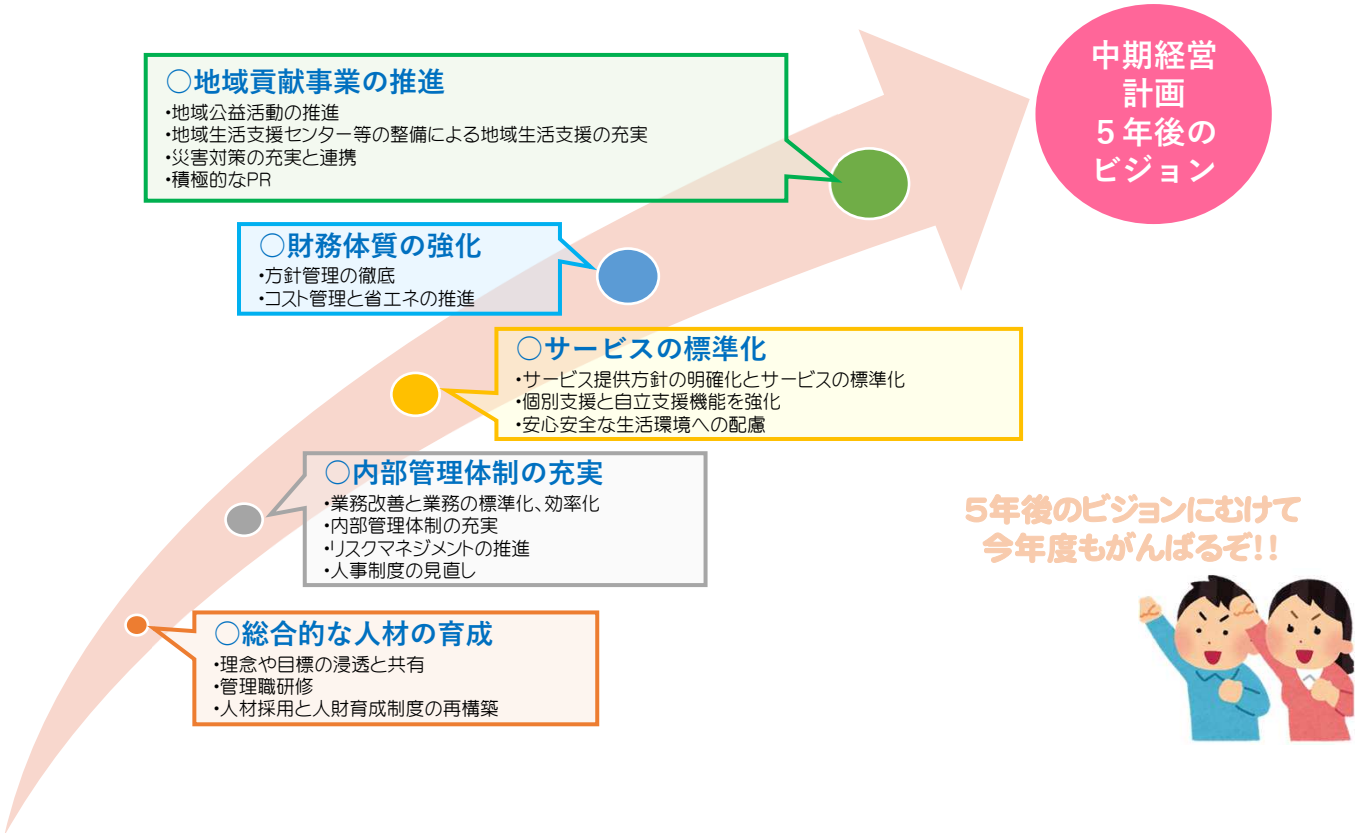 中期経営
計画
５年後の
ビジョン
○地域貢献事業の推進
・地域公益活動の推進
・地域生活支援センター等の整備による地域生活支援の充実
・災害対策の充実と連携
・積極的なPR
○財務体質の強化
・方針管理の徹底
・コスト管理と省エネの推進
○サービスの標準化
・サービス提供方針の明確化とサービスの標準化
・個別支援と自立支援機能を強化
・安心安全な生活環境への配慮
○内部管理体制の充実
・業務改善と業務の標準化、効率化
・内部管理体制の充実
・リスクマネジメントの推進
・人事制度の見直し
○総合的な人材の育成
・理念や目標の浸透と共有
・管理職研修
・人材採用と人財育成制度の再構築
5年後のビジョンにむけて
今年度もがんばるぞ!!